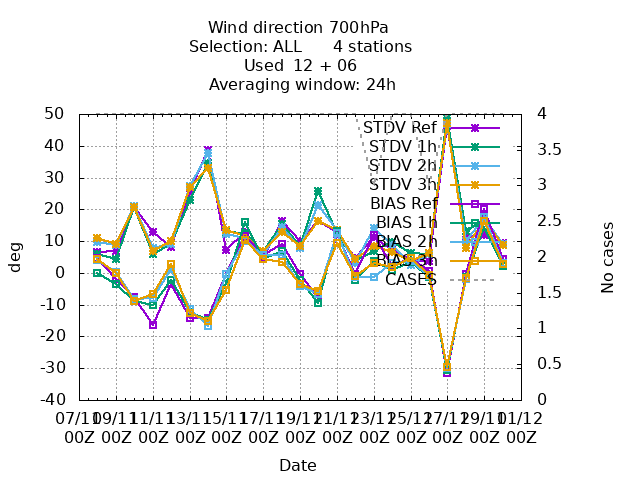 Wind direction 700hPa
Selection: ALL 4 stations
Used 12 + 06
Averaging window: 24h
50
40
30
20
10
0
-10
-20
-30
-40
deg
4
3.5
3
2.5
2
1.5
1
0.5
0
No cases
STDV Ref
STDV 1h
STDV 2h
STDV 3h
BIAS Ref
BIAS 1h
BIAS 2h
BIAS 3h
CASES
07/11 09/11 11/11 13/11 15/11 17/11 19/11 21/11 23/11 25/11 27/11 29/11 01/12
00Z 00Z 00Z 00Z 00Z 00Z 00Z 00Z 00Z 00Z 00Z 00Z 00Z
Date